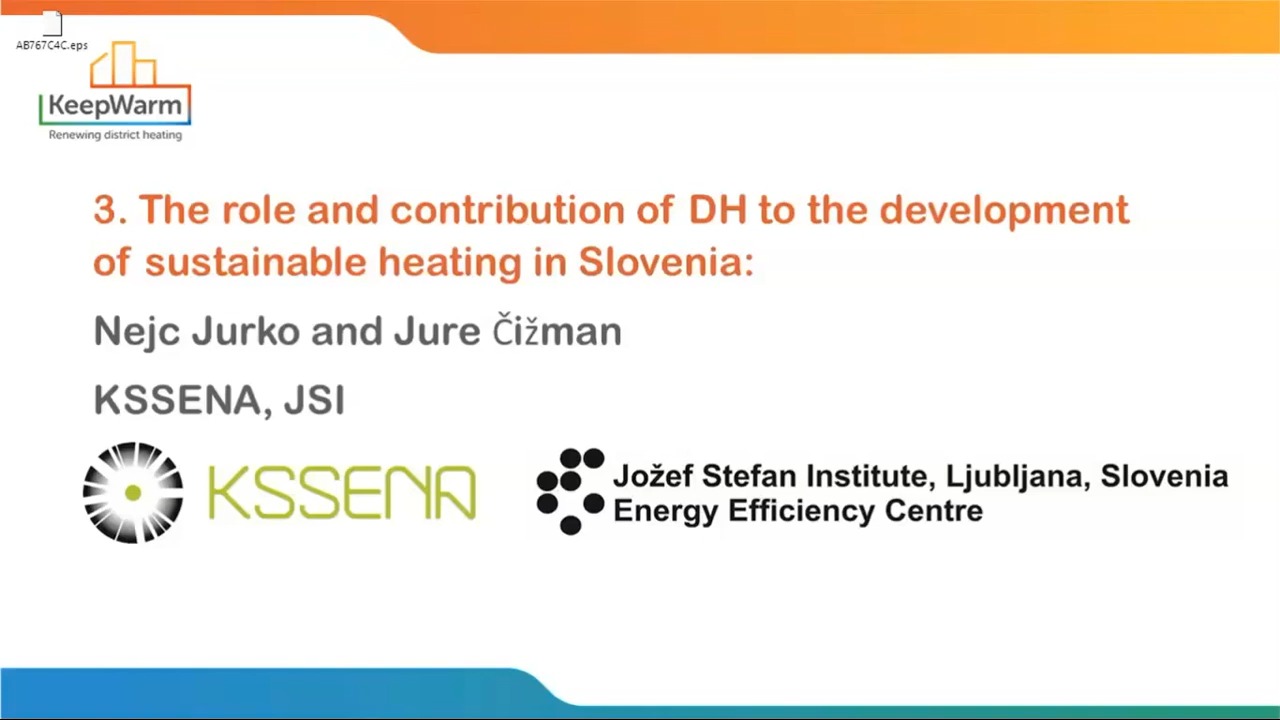 AB767C4C.eps
KeepWarm
Renewing district heating
3. The role and contribution of DH to the development
of sustainable heating in Slovenia:
Nejc Jurko and Jure Čižman
KSSENA, JSI
KSSENA
Jožef Stefan Institute, Ljubljana, Slovenia
Energy Efficiency Centre